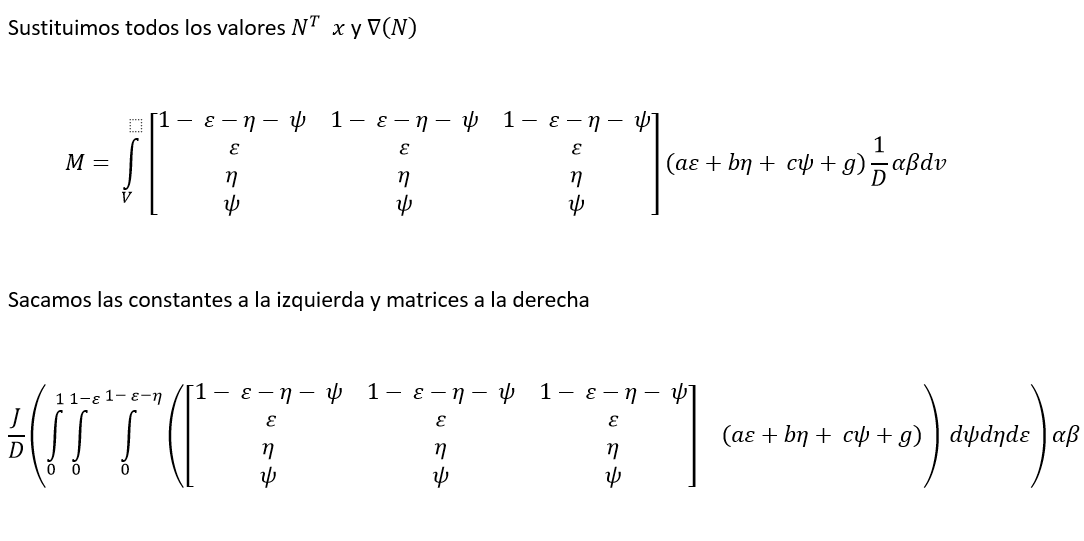 Sustituimos todos los valores $N^T$ $x$ y $\nabla(N)$
$M = \int_V^{⬚} \begin{bmatrix} 1-\varepsilon-\eta-\psi & 1-\varepsilon-\eta-\psi & 1-\varepsilon-\eta-\psi \\ \varepsilon & \varepsilon & \varepsilon \\ \eta & \eta & \eta \\ \psi & \psi & \psi \end{bmatrix} (a\varepsilon + b\eta + c\psi + g) \frac{1}{D} \alpha\beta dv$
Sacamos las constantes a la izquierda y matrices a la derecha
$\frac{J}{D} \left( \int_0^1 \int_0^{1-\varepsilon} \int_0^{1-\varepsilon-\eta} \left( \begin{bmatrix} 1-\varepsilon-\eta-\psi & 1-\varepsilon-\eta-\psi & 1-\varepsilon-\eta-\psi \\ \varepsilon & \varepsilon & \varepsilon \\ \eta & \eta & \eta \\ \psi & \psi & \psi \end{bmatrix} (a\varepsilon + b\eta + c\psi + g) \right) d\psi d\eta d\varepsilon \right) \alpha\beta$